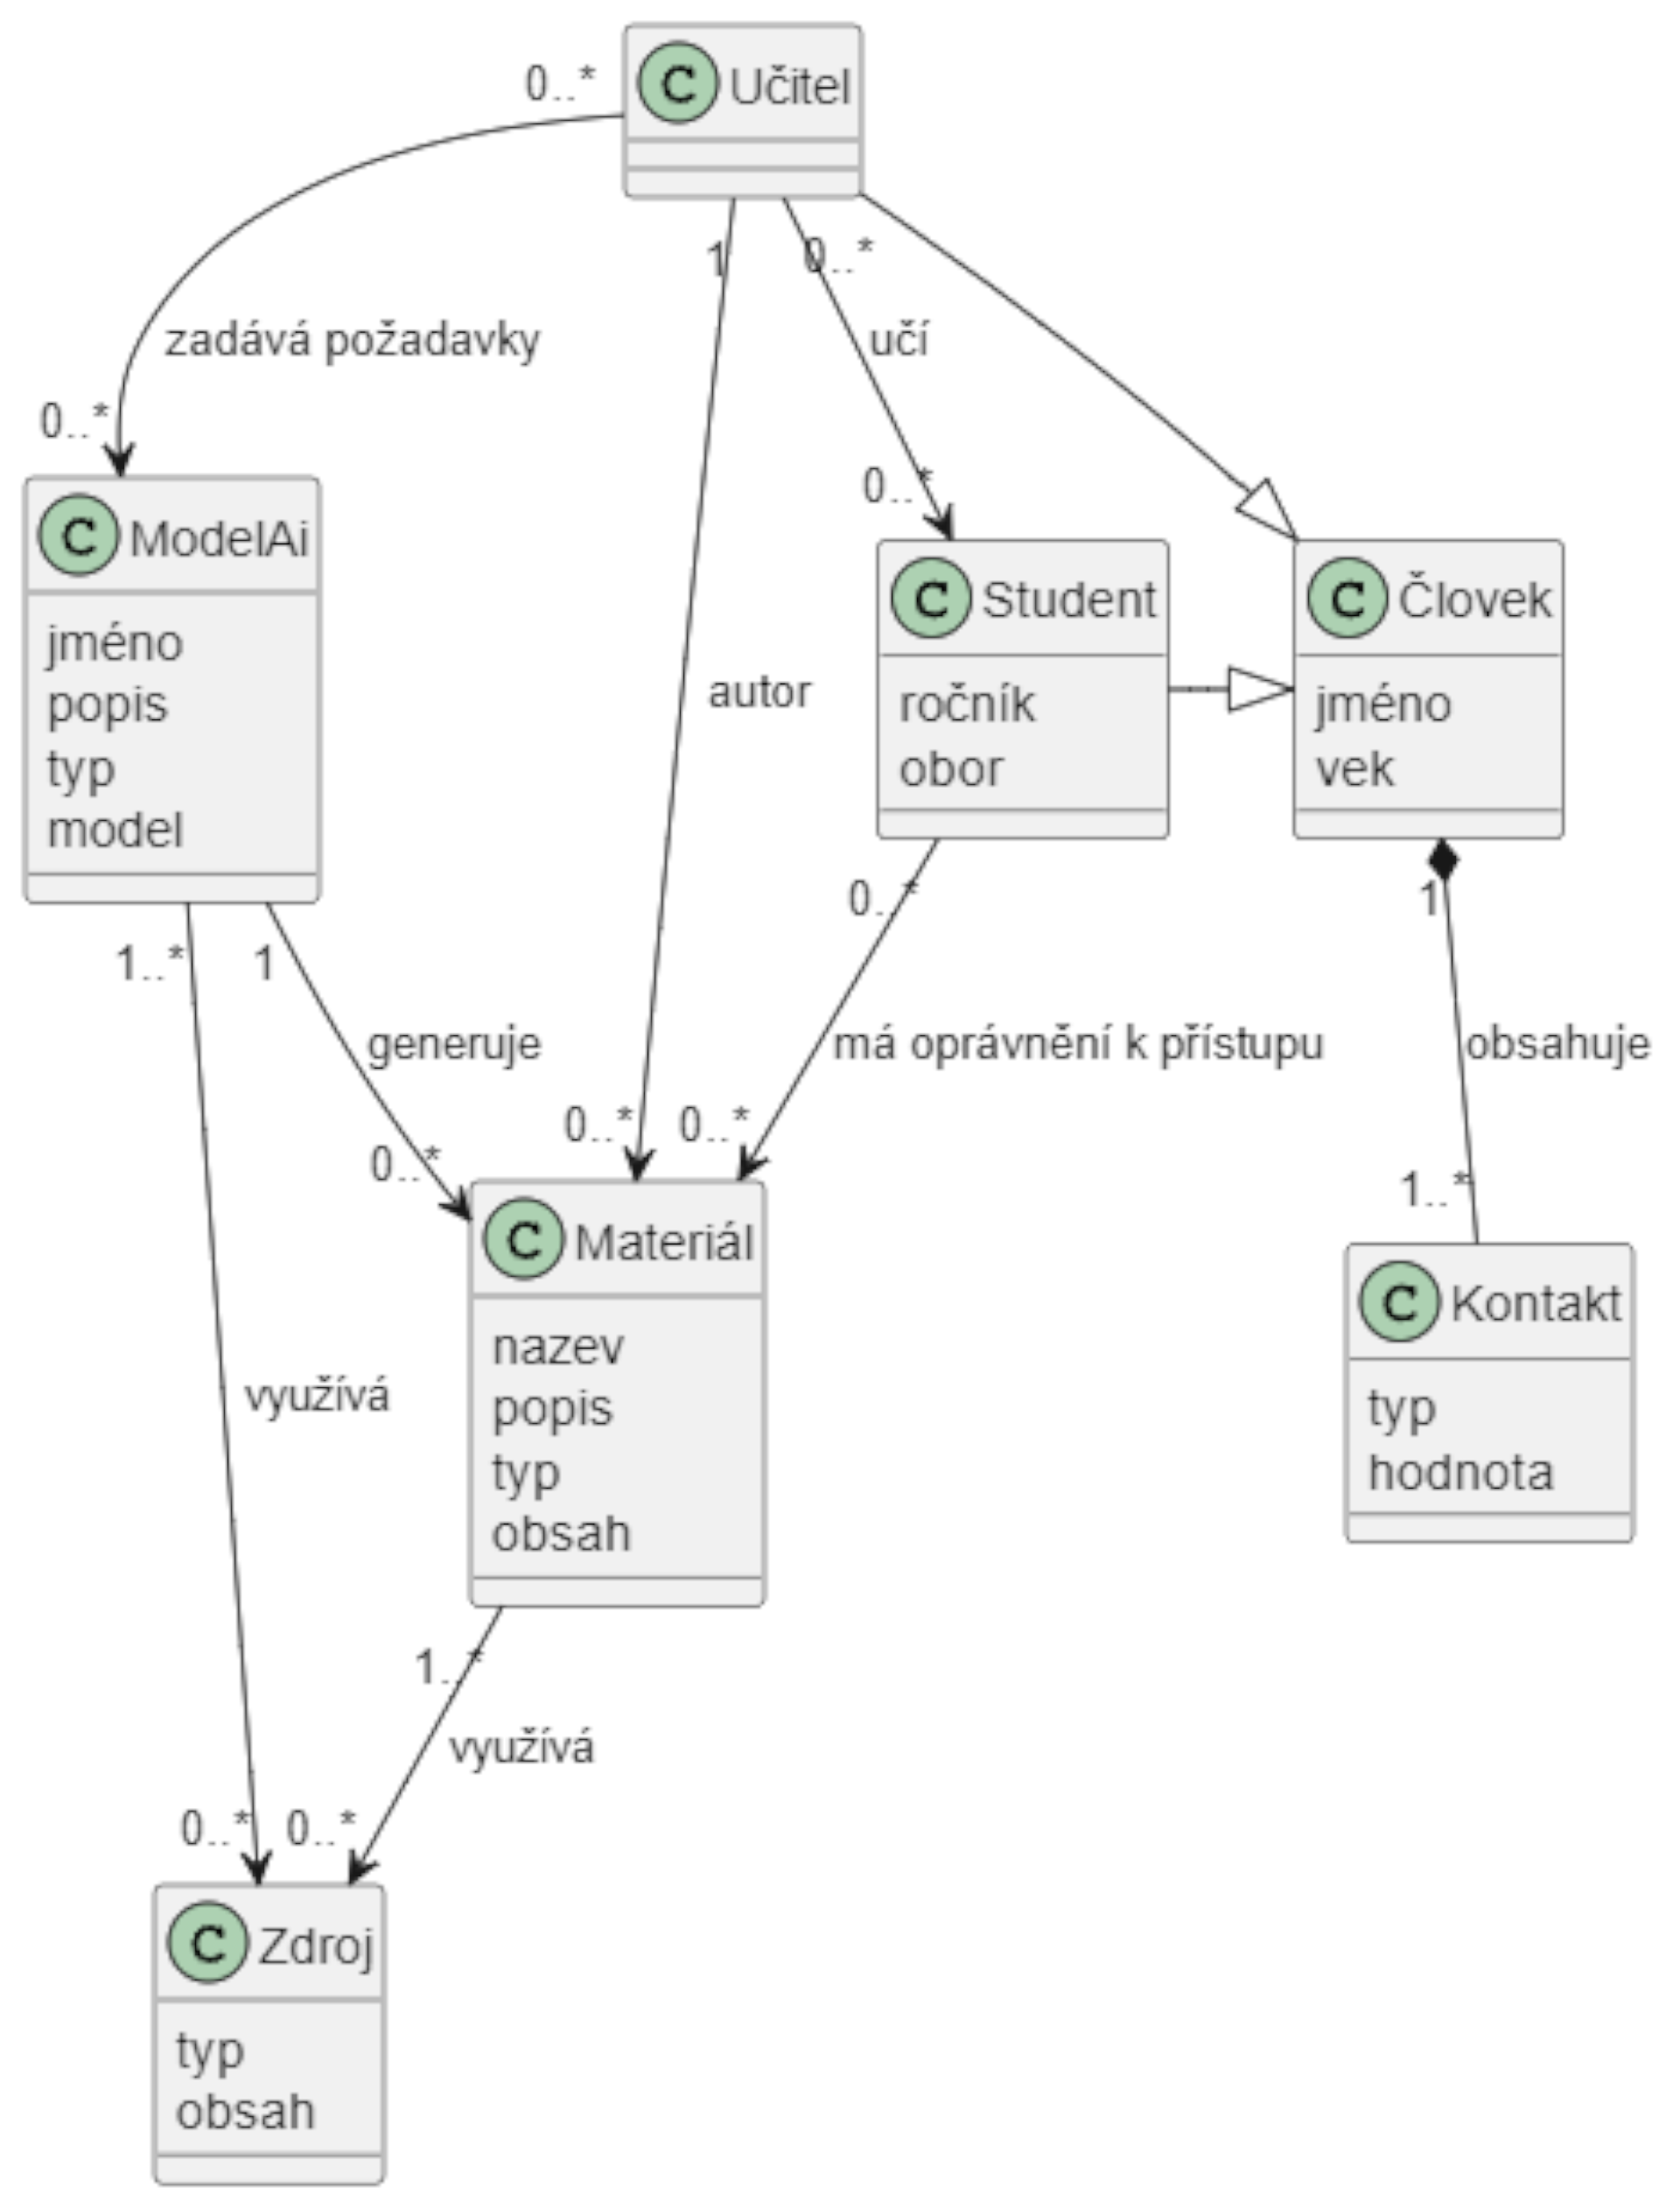 0..*
C Učitel
1
0..*
zadává požadavky
učí
0..*
0..*
C ModelAi
jméno
popis
typ
model
C Student
ročník
obor
C Človek
jméno
vek
autor
1..*
1
0..*
1
generuje
má oprávnění k přístupu
obsahuje
0..*
0..*
0..*
1..*
C Materiál
nazev
popis
typ
obsah
C Kontakt
typ
hodnota
využívá
1..*
využívá
0..*
0..*
C Zdroj
typ
obsah